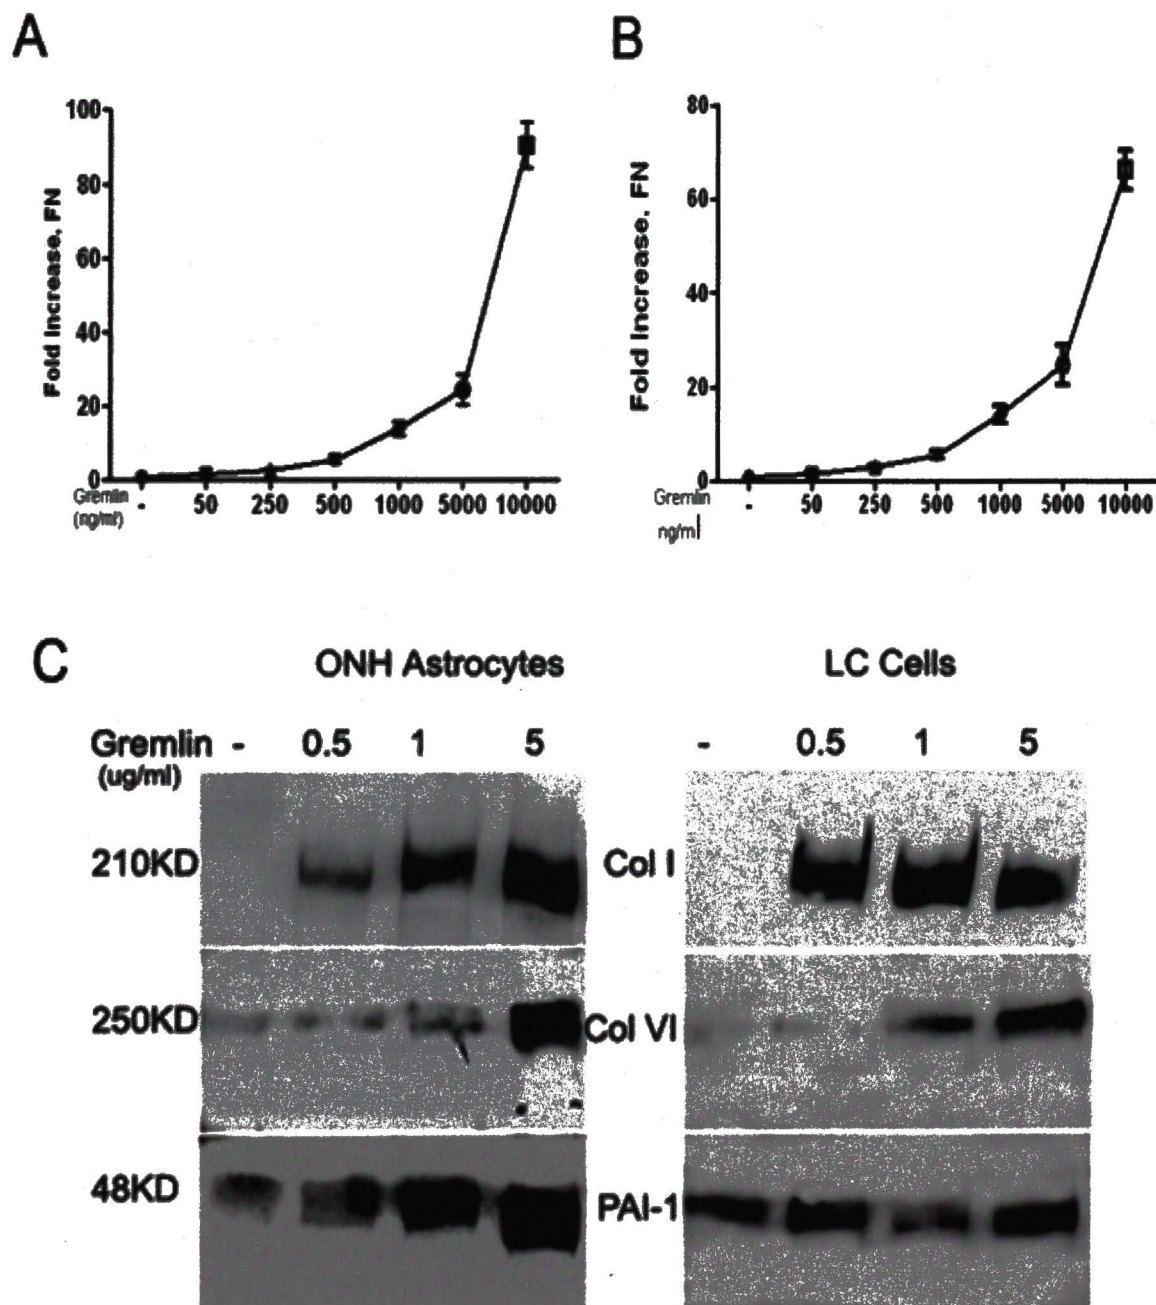 A
B
100
80
60
40
20
0
Fold Increase. FN
Gremlin
(ng/ml)
- 50 250 500 1000 5000 10000
80
60
40
20
0
Fold Increase. FN
Gremlin
ng/ml
- 50 250 500 1000 5000 10000
C
ONH Astrocytes LC Cells
Gremlin - 0.5 1 5 - 0.5 1 5
(ug/ml)
210KD Col I
250KD Col VI
48KD PAI-1